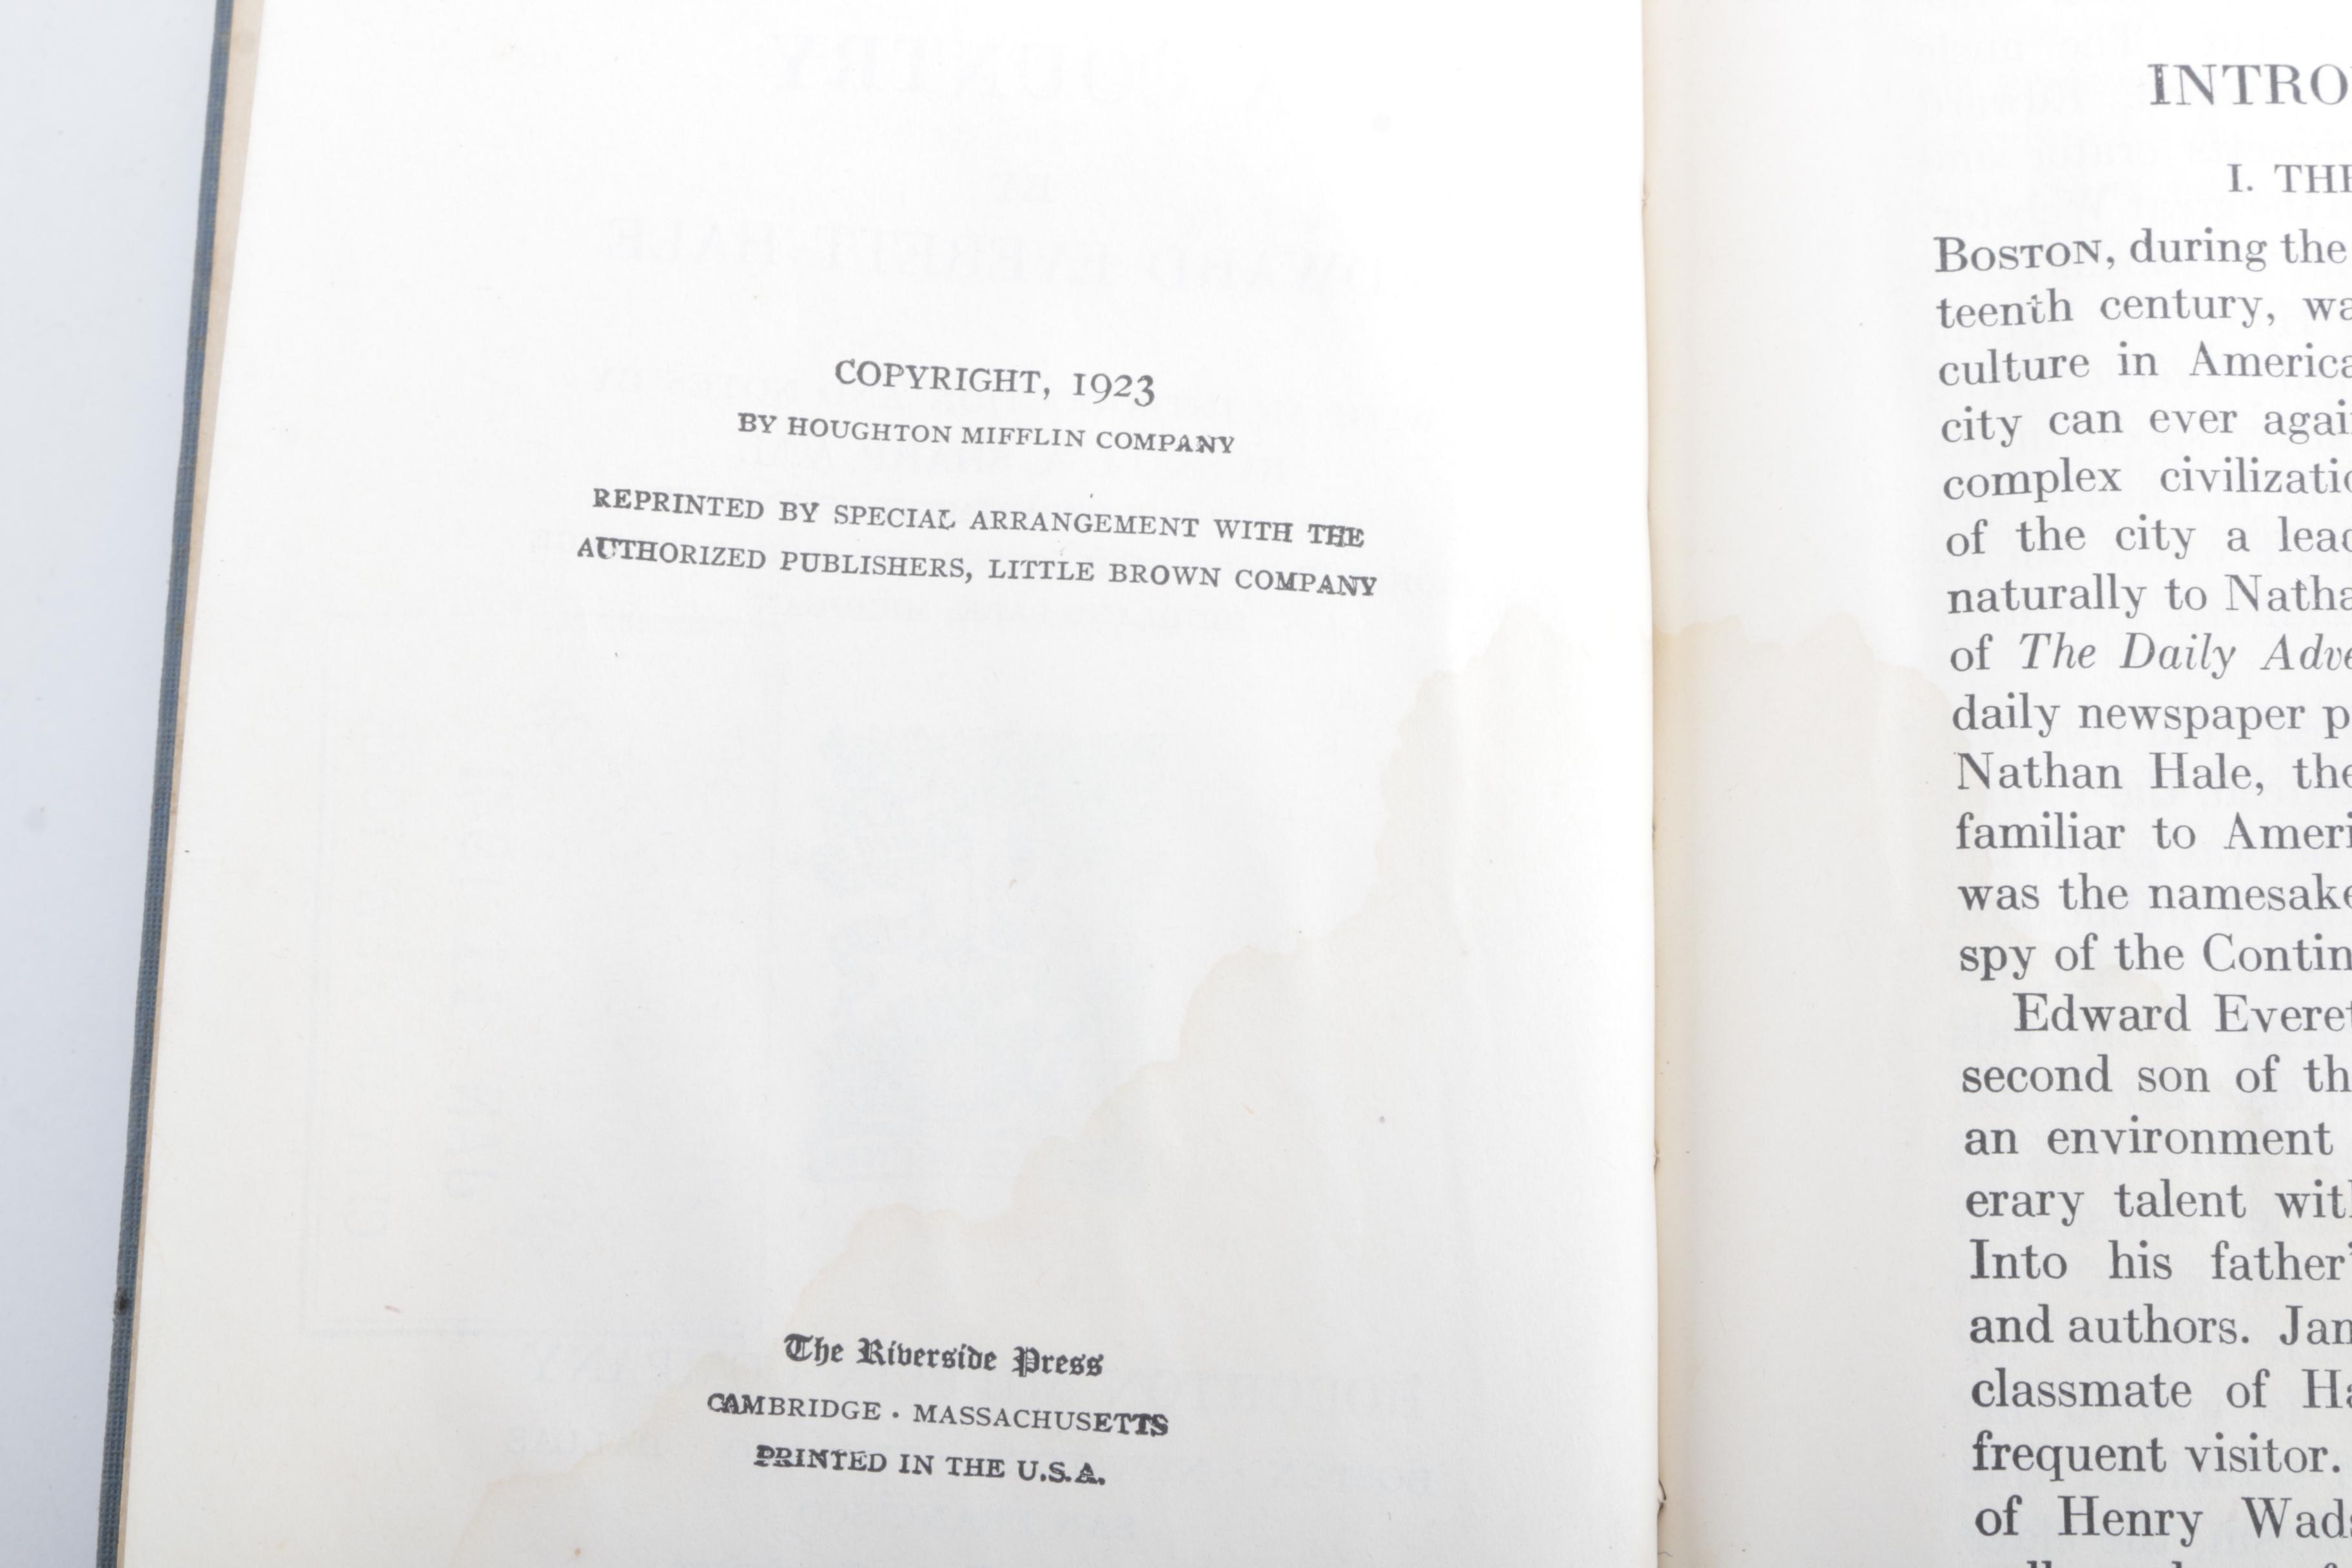 COPYRIGHT, 1923
BY HOUGHTON MIFFLIN COMPANY
REPRINTED BY SPECIAL ARRANGEMENT WITH THE
AUTHORIZED PUBLISHERS, LITTLE BROWN COMPANY
The Riverside Press
CAMBRIDGE · MASSACHUSETTS
PRINTED IN THE U.S.A.
INTRO
I. THE
BOSTON, during the
teenth century, wa
culture in America
city can ever agai
complex civilizatio
of the city a leac
naturally to Natha
of The Daily Adve
daily newspaper p
Nathan Hale, the
familiar to Ameri
was the namesake
spy of the Contin
Edward Everet
second son of th
an environment
erary talent wit
Into his father'
and authors. Jam
classmate of Ha
frequent visitor.
of Henry Wads